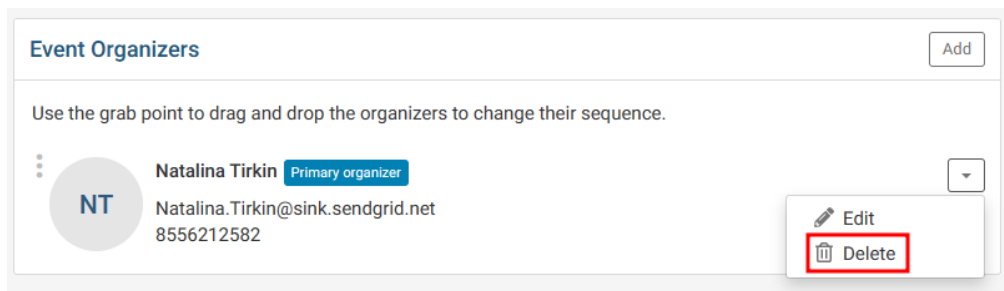 Event Organizers
Add
Use the grab point to drag and drop the organizers to change their sequence.
NT
Natalina Tirkin Primary organizer
Natalina.Tirkin@sink.sendgrid.net
8556212582
Edit
Delete